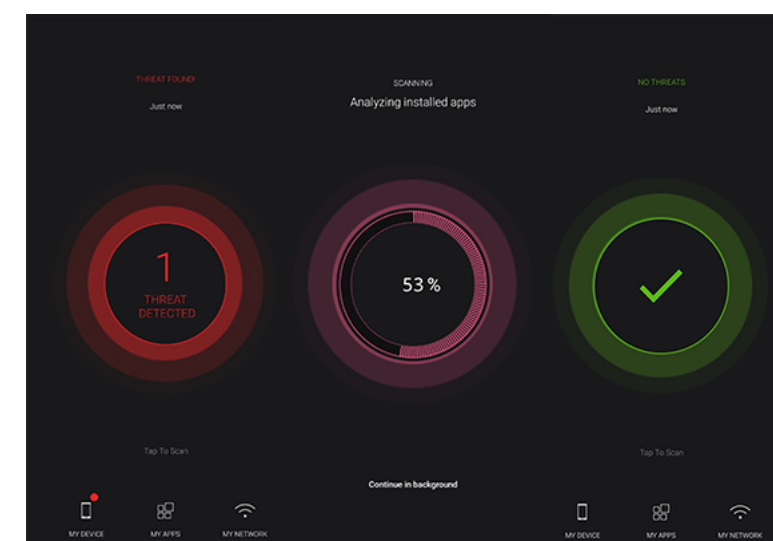 THREAT FOUND!
Just now
1
THREAT
DETECTED
Tap To Scan
MY DEVICE
MY APPS
MY NETWORK
SCANNING
Analyzing installed apps
53%
Continue in background
NO THREATS
Just now
Tap To Scan
MY DEVICE
MY APPS
MY NETWORK